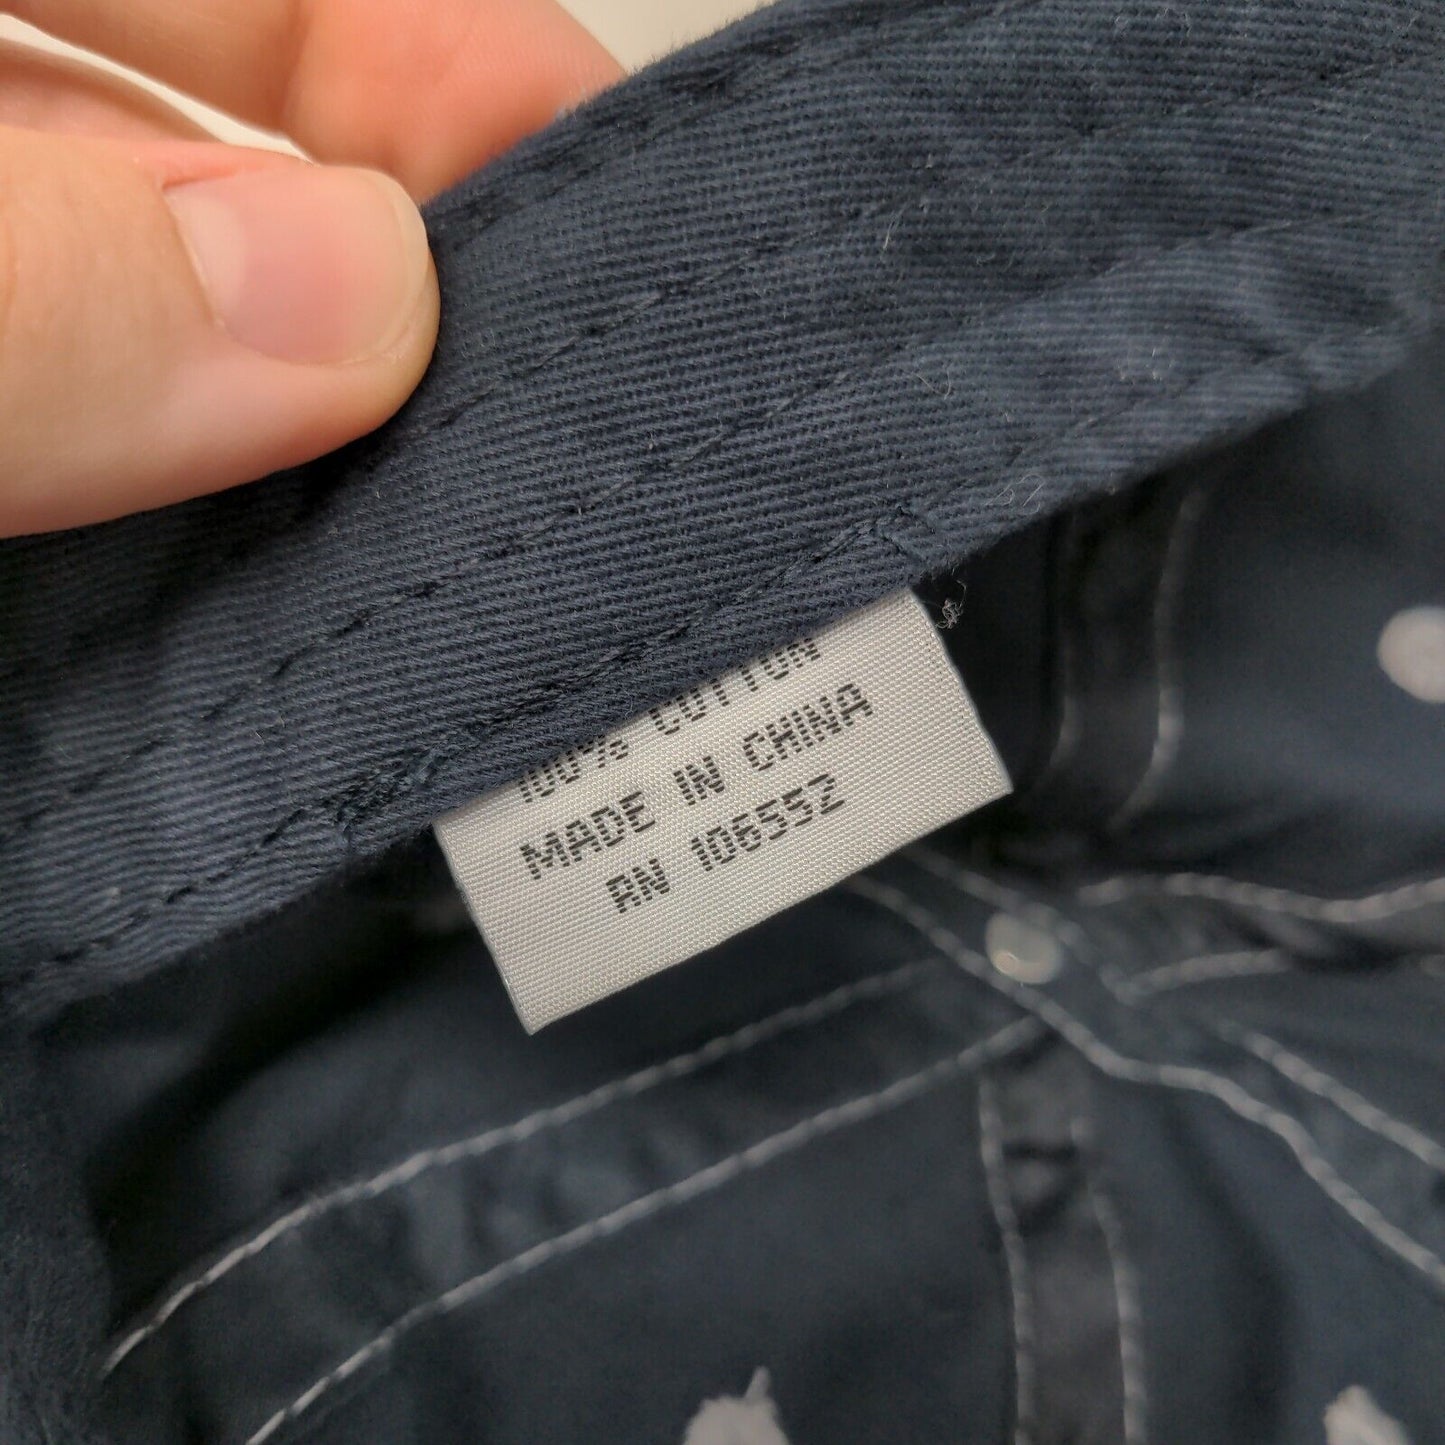 100% COTTON
MADE IN CHINA
RN 106552